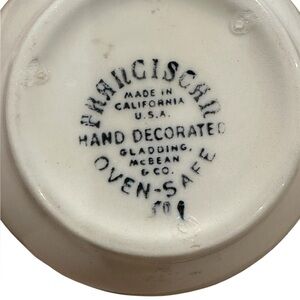 FRANCISCAN
MADE IN
CALIFORNIA
U.S.A.
HAND DECORATED
GLADDING,
McBEAN
& CO.
OVEN-SAFE